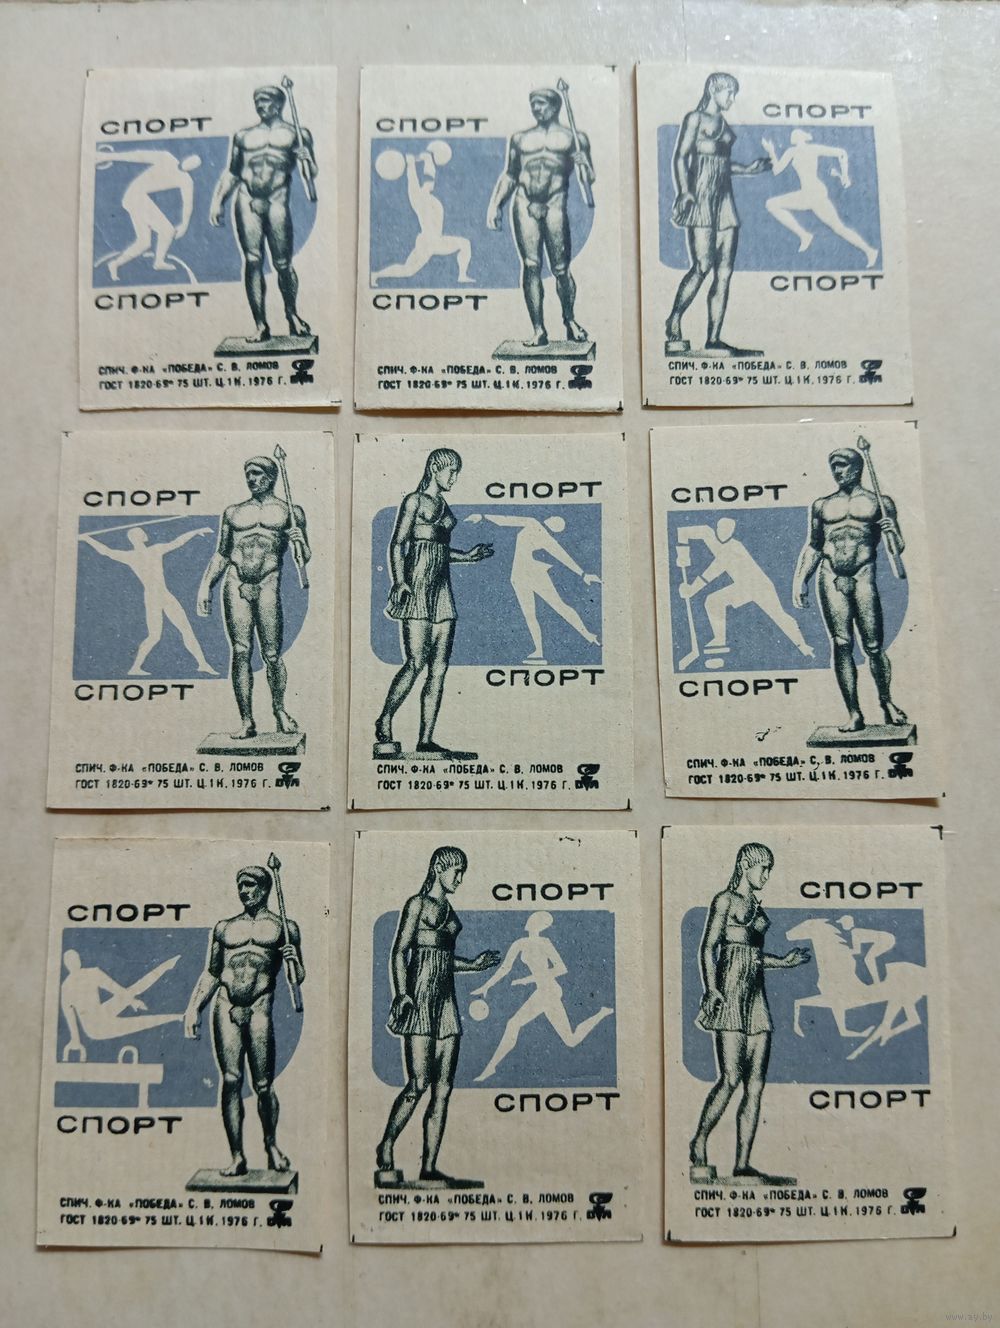 СПОРТ
СПОРТ
СПИЧ. Ф-КА «ПОБЕДА» С. В. ЛОМОВ
ГОСТ 1820-69* 75 ШТ. Ц. 1 К. 1976 Г.
СПОРТ
СПОРТ
СПИЧ. Ф-КА «ПОБЕДА» С. В. ЛОМОВ
ГОСТ 1820-69* 75 ШТ. Ц. 1 К. 1976 Г.
СПОРТ
СПОРТ
СПИЧ. Ф-КА «ПОБЕДА» С. В. ЛОМОВ
ГОСТ 1820-69* 75 ШТ. Ц. 1 К. 1976 Г.
СПОРТ
СПОРТ
СПИЧ. Ф-КА «ПОБЕДА» С. В. ЛОМОВ
ГОСТ 1820-69* 75 ШТ. Ц. 1 К. 1976 Г.
СПОРТ
СПОРТ
СПИЧ. Ф-КА «ПОБЕДА» С. В. ЛОМОВ
ГОСТ 1820-69* 75 ШТ. Ц. 1 К. 1976 Г.
СПОРТ
СПОРТ
СПИЧ. Ф-КА «ПОБЕДА» С. В. ЛОМОВ
ГОСТ 1820-69* 75 ШТ. Ц. 1 К. 1976 Г.
СПОРТ
СПОРТ
СПИЧ. Ф-КА «ПОБЕДА» С. В. ЛОМОВ
ГОСТ 1820-69* 75 ШТ. Ц. 1 К. 1976 Г.
СПОРТ
СПОРТ
СПИЧ. Ф-КА «ПОБЕДА» С. В. ЛОМОВ
ГОСТ 1820-69* 75 ШТ. Ц. 1 К. 1976 Г.
СПОРТ
СПОРТ
СПИЧ. Ф-КА «ПОБЕДА» С. В. ЛОМОВ
ГОСТ 1820-69* 75 ШТ. Ц. 1 К. 1976 Г.
www.ay.by